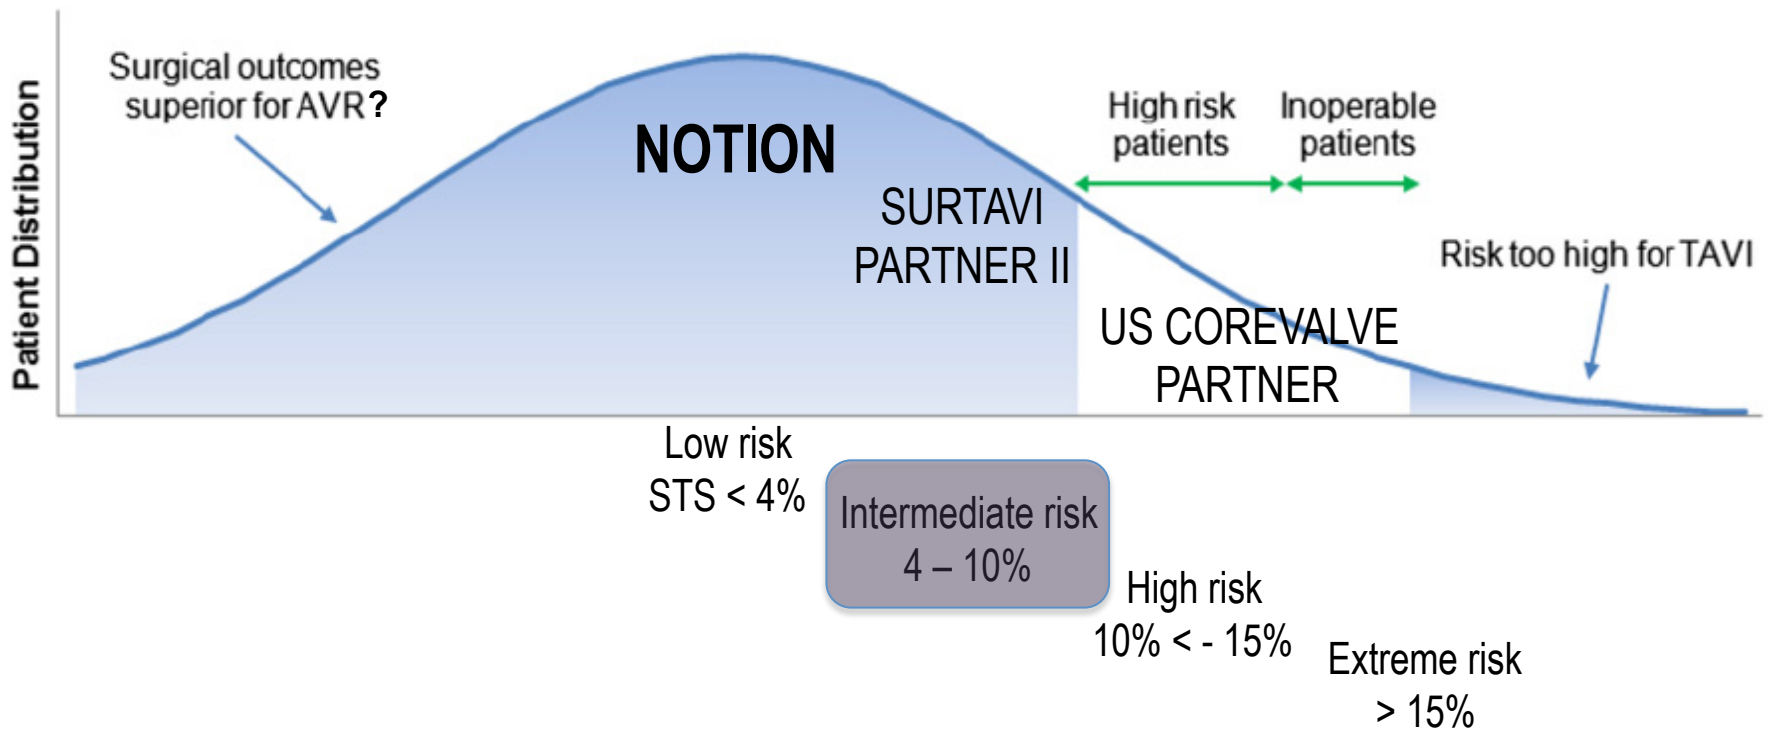 Patient Distribution
Surgical outcomes
superior for AVR?
NOTION
SURTAVI
PARTNER II
High risk
patients
Inoperable
patients
Risk too high for TAVI
US COREVALVE
PARTNER
Low risk
STS < 4%
Intermediate risk
4 – 10%
High risk
10% < - 15%
Extreme risk
> 15%